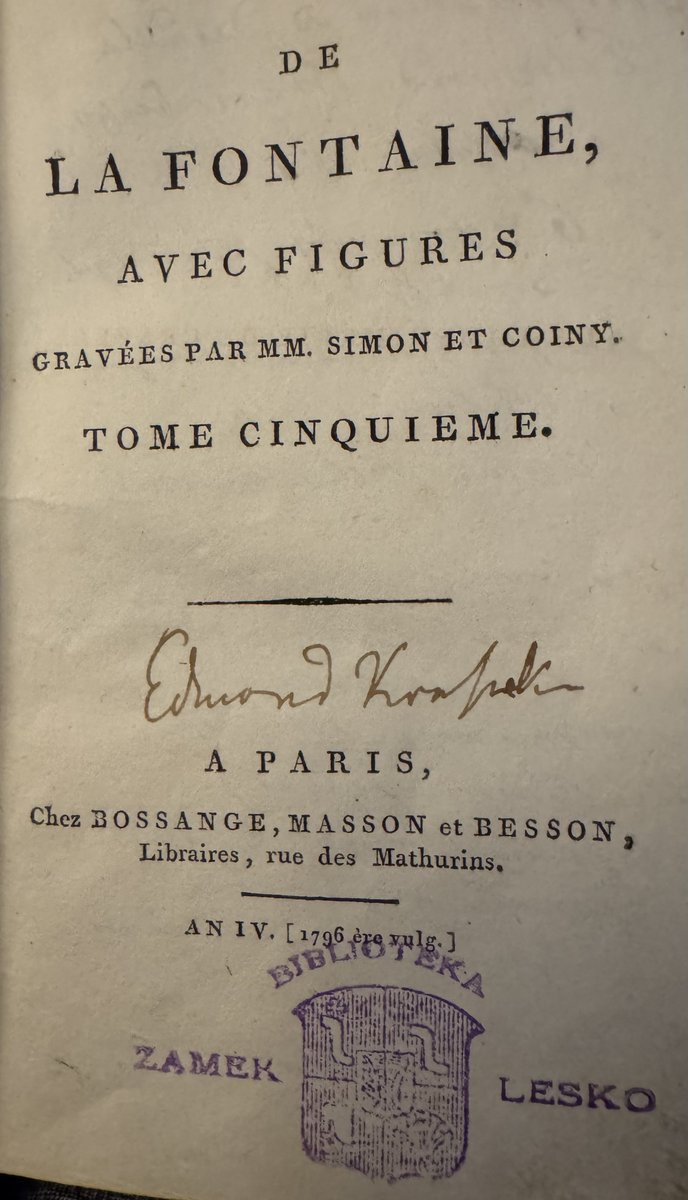 DE
LA FONTAINE,
AVEC FIGURES
GRAVÉES PAR MM. SIMON ET COINY.
TOME CINQUIEME.
Edmond
A PARIS,
Chez BOSSANGE, MASSON et BESSON,
Libraires, rue des Mathurins.
AN IV. [1796 ère vulg.]
BIBLIOTEKA
ZAMEK LESKO